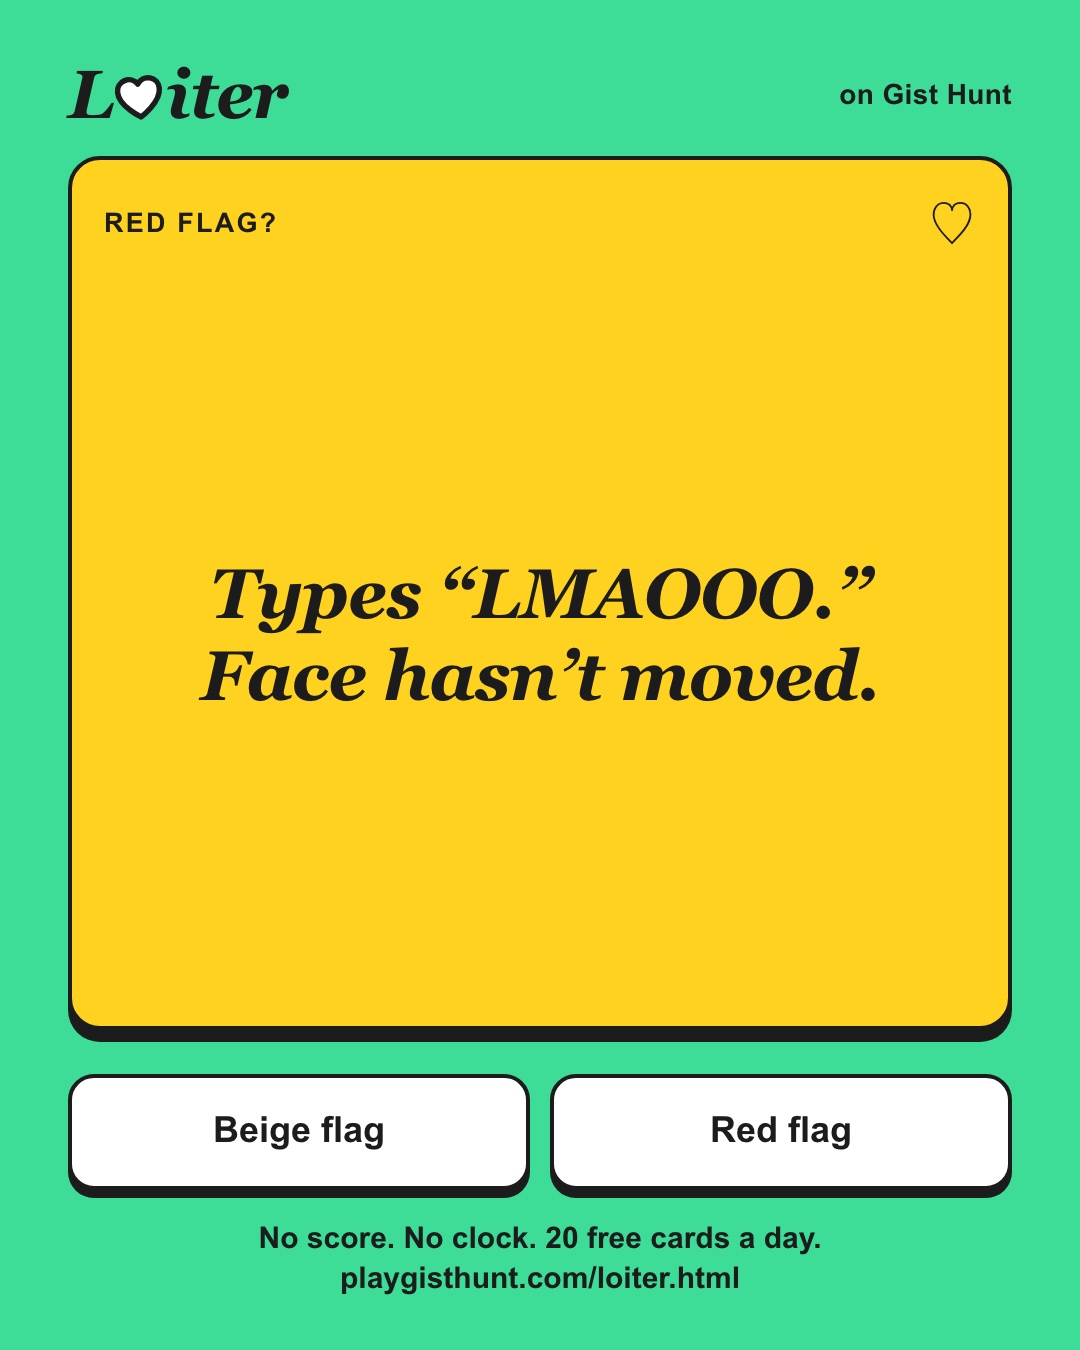 Loiter
on Gist Hunt
RED FLAG?
Types “LMAOOO.”
Face hasn’t moved.
Beige flag
Red flag
No score. No clock. 20 free cards a day.
playgisthunt.com/loiter.html